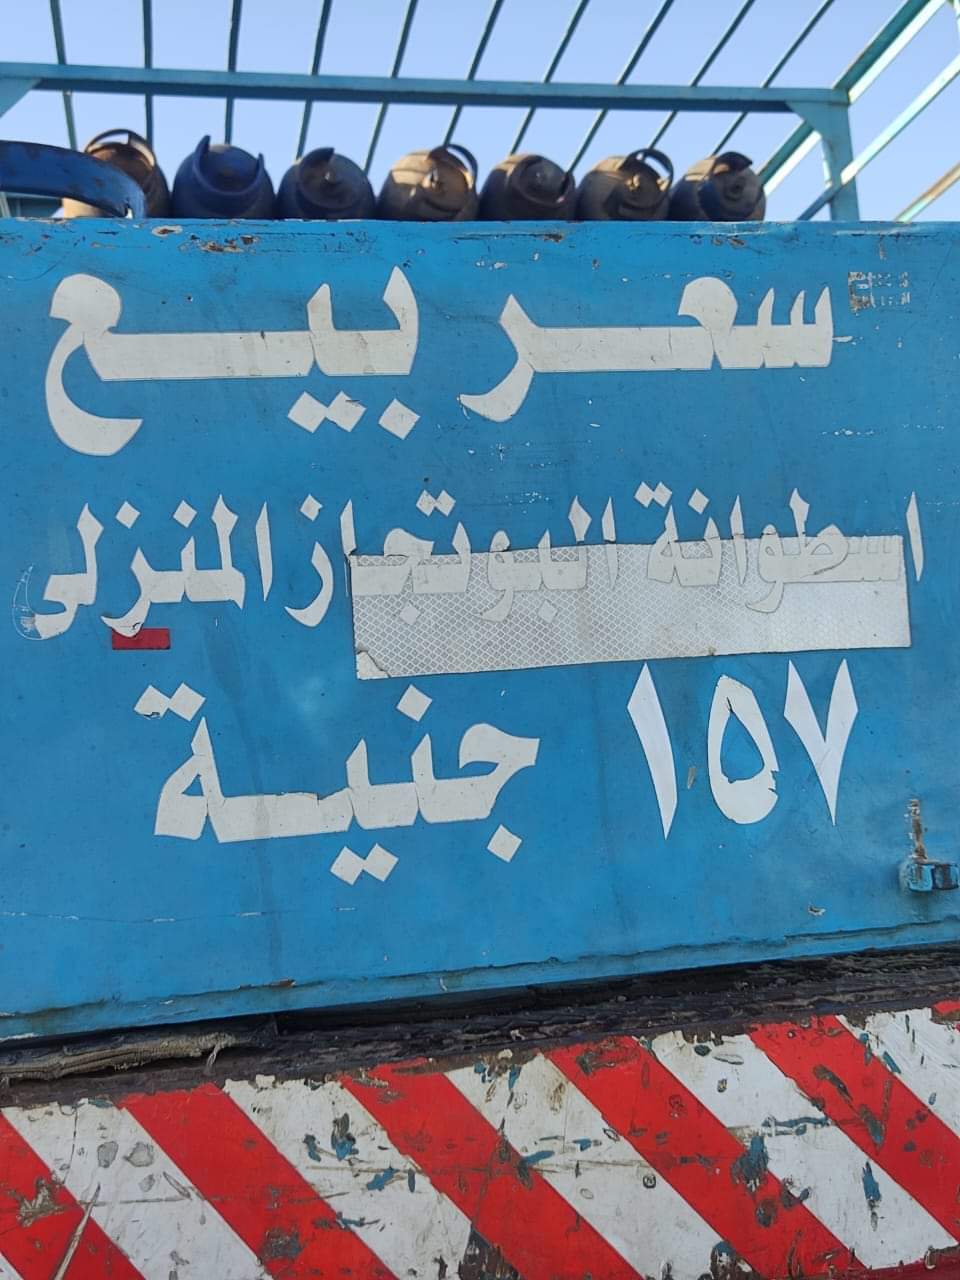 سعر بيع
اسطوانة البوتجاز المنزلى
١٥٧ جنية